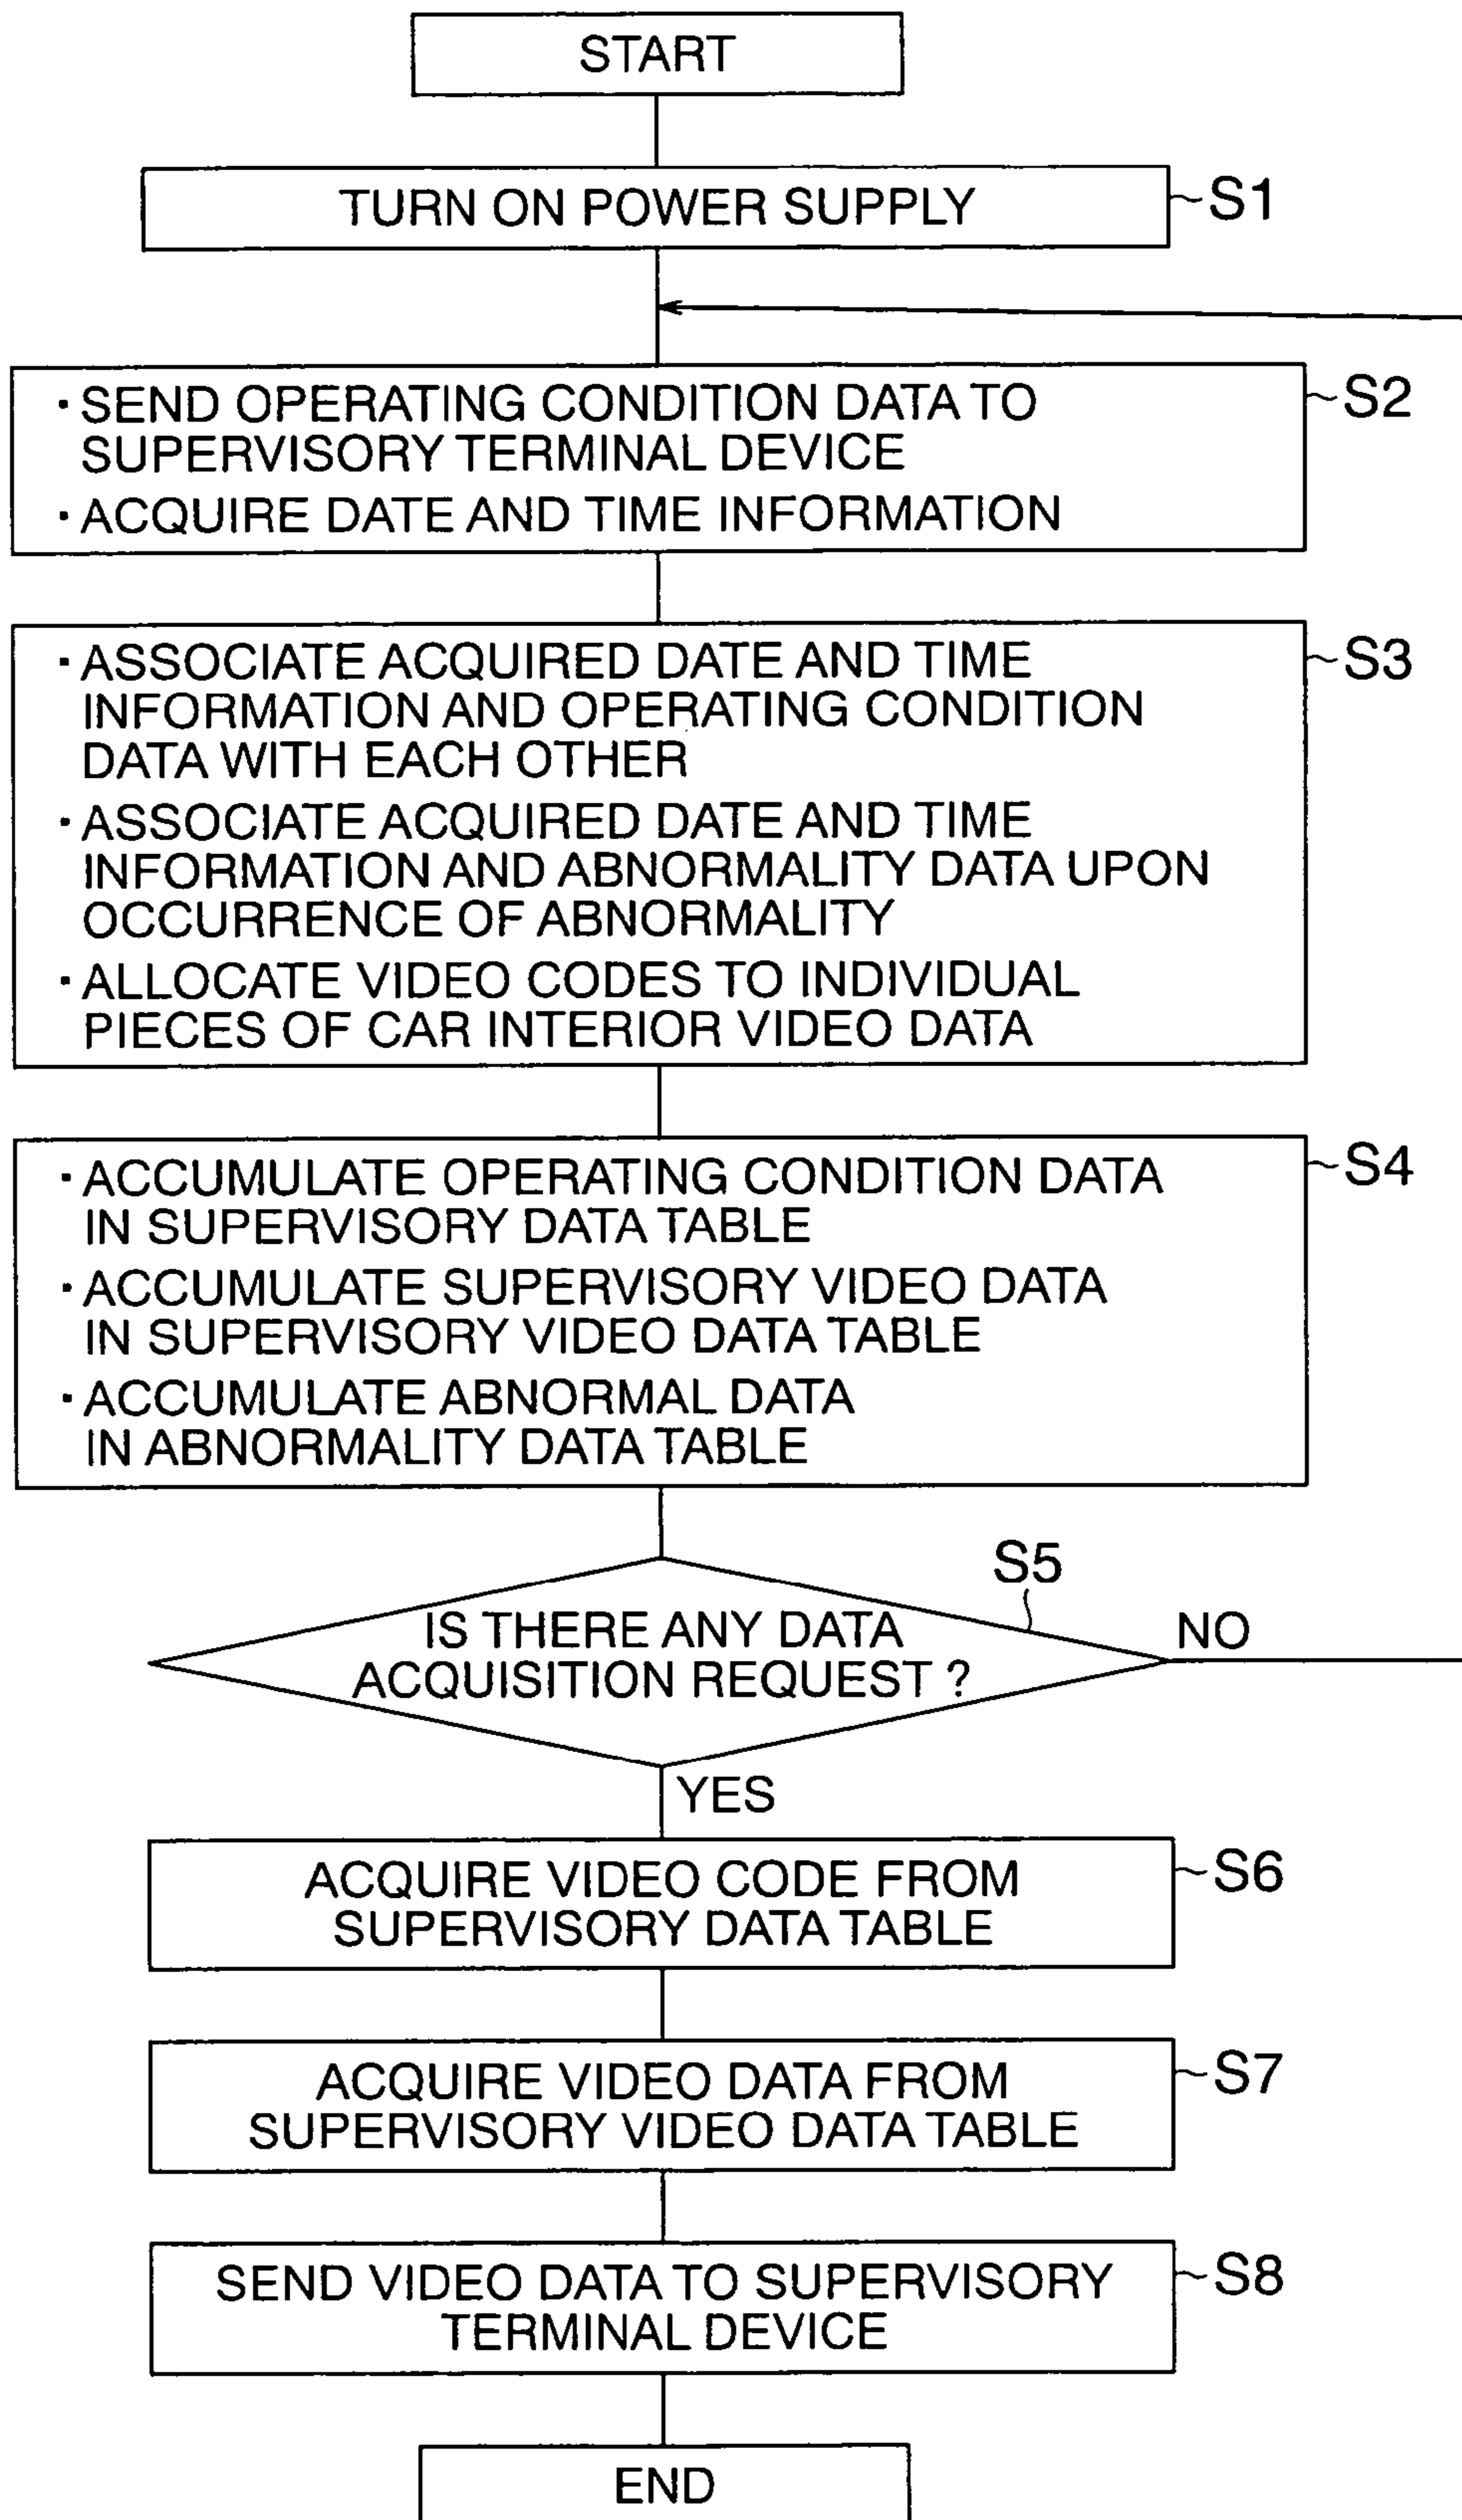 START
TURN ON POWER SUPPLY
S1
· SEND OPERATING CONDITION DATA TO
SUPERVISORY TERMINAL DEVICE
· ACQUIRE DATE AND TIME INFORMATION
S2
· ASSOCIATE ACQUIRED DATE AND TIME
INFORMATION AND OPERATING CONDITION
DATA WITH EACH OTHER
· ASSOCIATE ACQUIRED DATE AND TIME
INFORMATION AND ABNORMALITY DATA UPON
OCCURRENCE OF ABNORMALITY
· ALLOCATE VIDEO CODES TO INDIVIDUAL
PIECES OF CAR INTERIOR VIDEO DATA
S3
· ACCUMULATE OPERATING CONDITION DATA
IN SUPERVISORY DATA TABLE
· ACCUMULATE SUPERVISORY VIDEO DATA
IN SUPERVISORY VIDEO DATA TABLE
· ACCUMULATE ABNORMAL DATA
IN ABNORMALITY DATA TABLE
S4
S5
IS THERE ANY DATA
ACQUISITION REQUEST ?
NO
YES
ACQUIRE VIDEO CODE FROM
SUPERVISORY DATA TABLE
S6
ACQUIRE VIDEO DATA FROM
SUPERVISORY VIDEO DATA TABLE
S7
SEND VIDEO DATA TO SUPERVISORY
TERMINAL DEVICE
S8
END